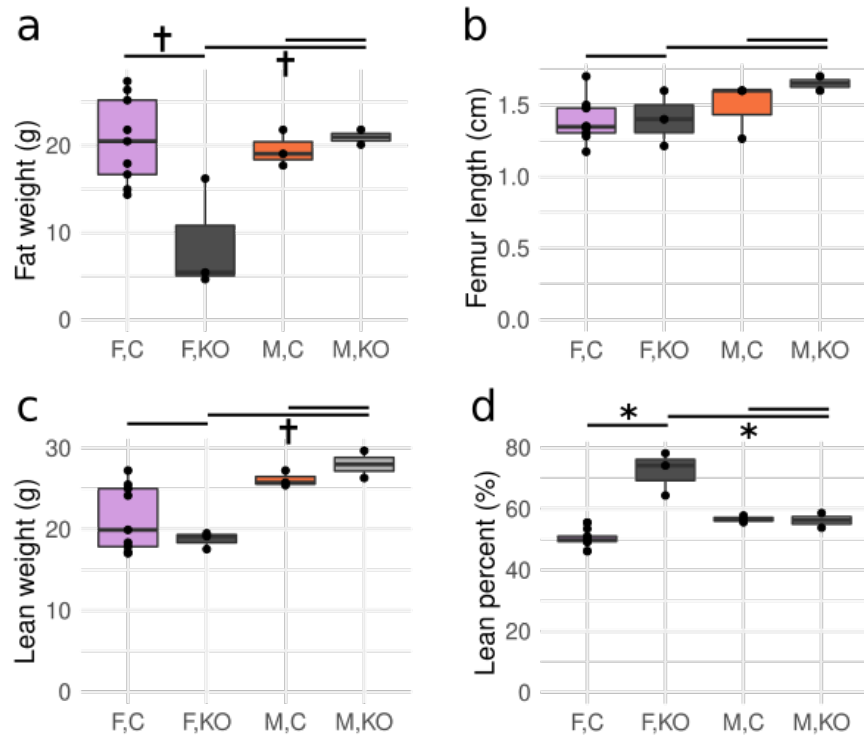 a
†
†
Fat weight (g)
20
10
0
F,C F,KO M,C M,KO
b
Femur length (cm)
1.5
1.0
0.5
0.0
F,C F,KO M,C M,KO
c
†
Lean weight (g)
30
20
10
0
F,C F,KO M,C M,KO
d
*
*
Lean percent (%)
80
60
40
20
0
F,C F,KO M,C M,KO